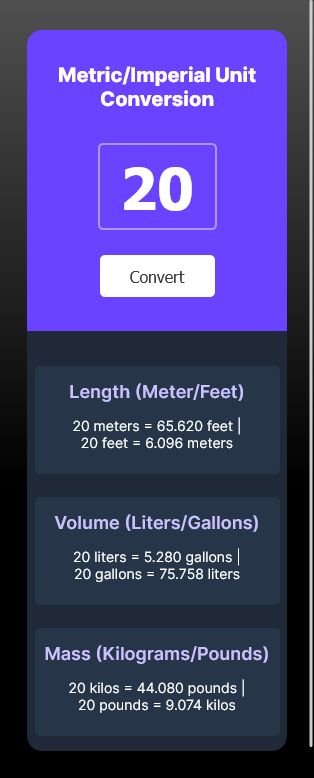 Metric/Imperial Unit
Conversion
20
Convert
Length (Meter/Feet)
20 meters = 65.620 feet |
20 feet = 6.096 meters
Volume (Liters/Gallons)
20 liters = 5.280 gallons |
20 gallons = 75.758 liters
Mass (Kilograms/Pounds)
20 kilos = 44.080 pounds |
20 pounds = 9.074 kilos